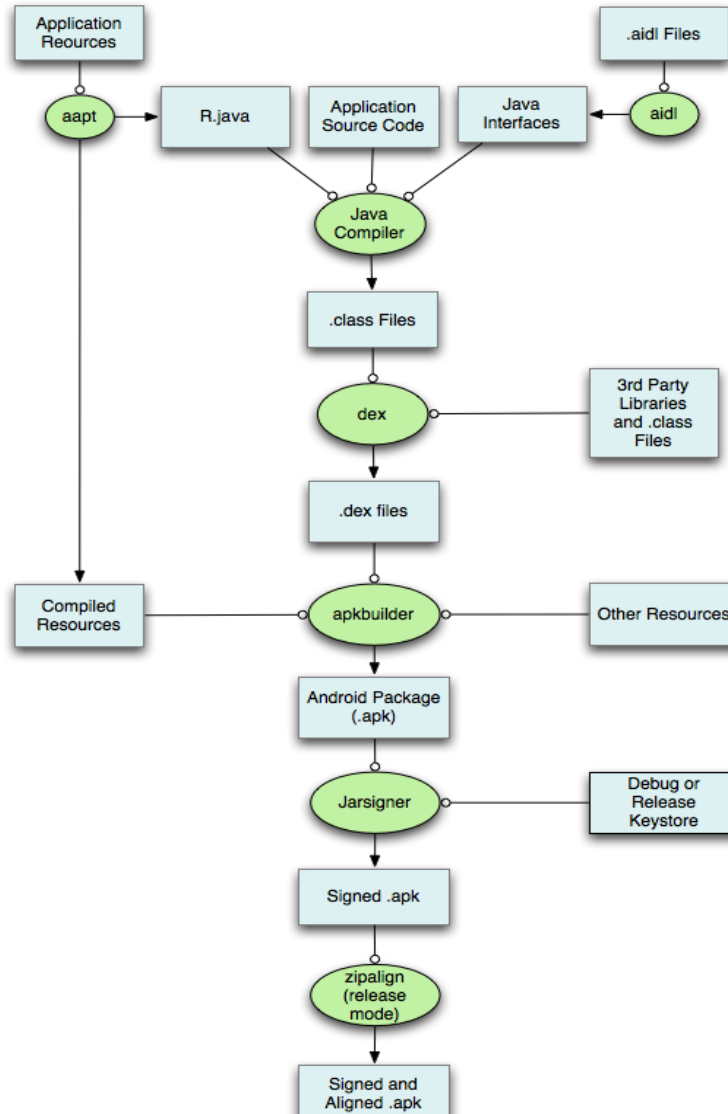 Application
Reources
.aidl Files
aapt
R.java
Application
Source Code
Java
Interfaces
aidl
Java
Compiler
.class Files
dex
3rd Party
Libraries
and .class
Files
.dex files
Compiled
Resources
apkbuilder
Other Resources
Android Package
(.apk)
Jarsigner
Debug or
Release
Keystore
Signed .apk
zipalign
(release
mode)
Signed and
Aligned .apk